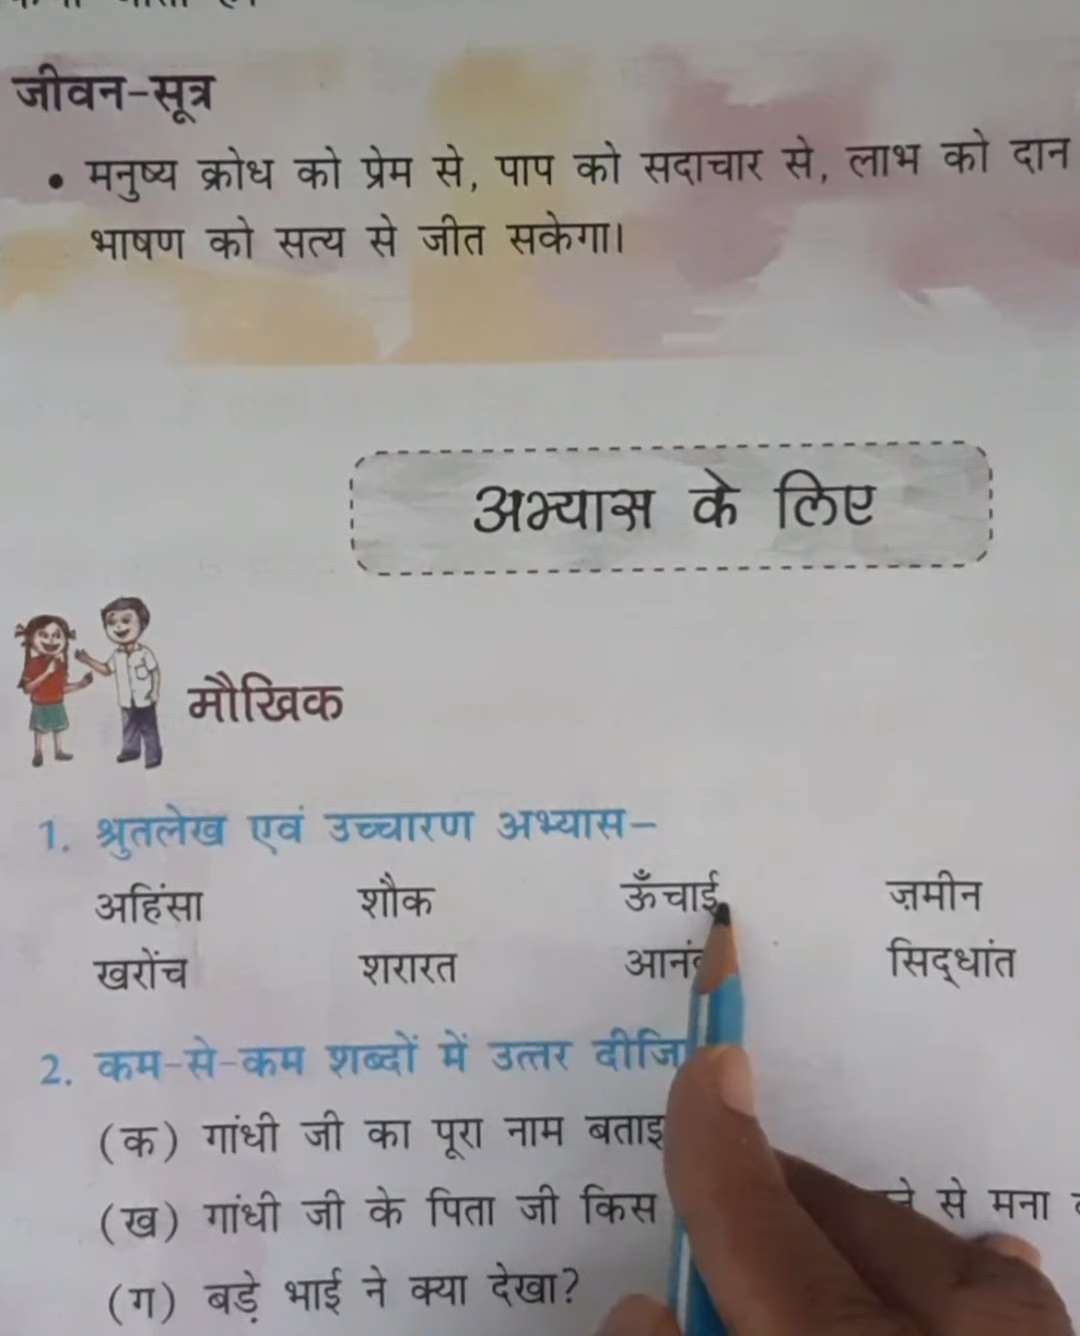 जीवन-सूत्र
• मनुष्य क्रोध को प्रेम से, पाप को सदाचार से, लाभ को दान
भाषण को सत्य से जीत सकेगा।
अभ्यास के लिए
मौखिक
1. श्रुतलेख एवं उच्चारण अभ्यास–
अहिंसा शौक ऊँचाई ज़मीन
खरोंच शरारत सिद्धांत
2. कम-से-कम शब्दों में उत्तर
(क) गांधी जी का पूरा नाम
(ख) गांधी जी के पिता जी किस से मना
(ग) बड़े भाई ने क्या देखा?